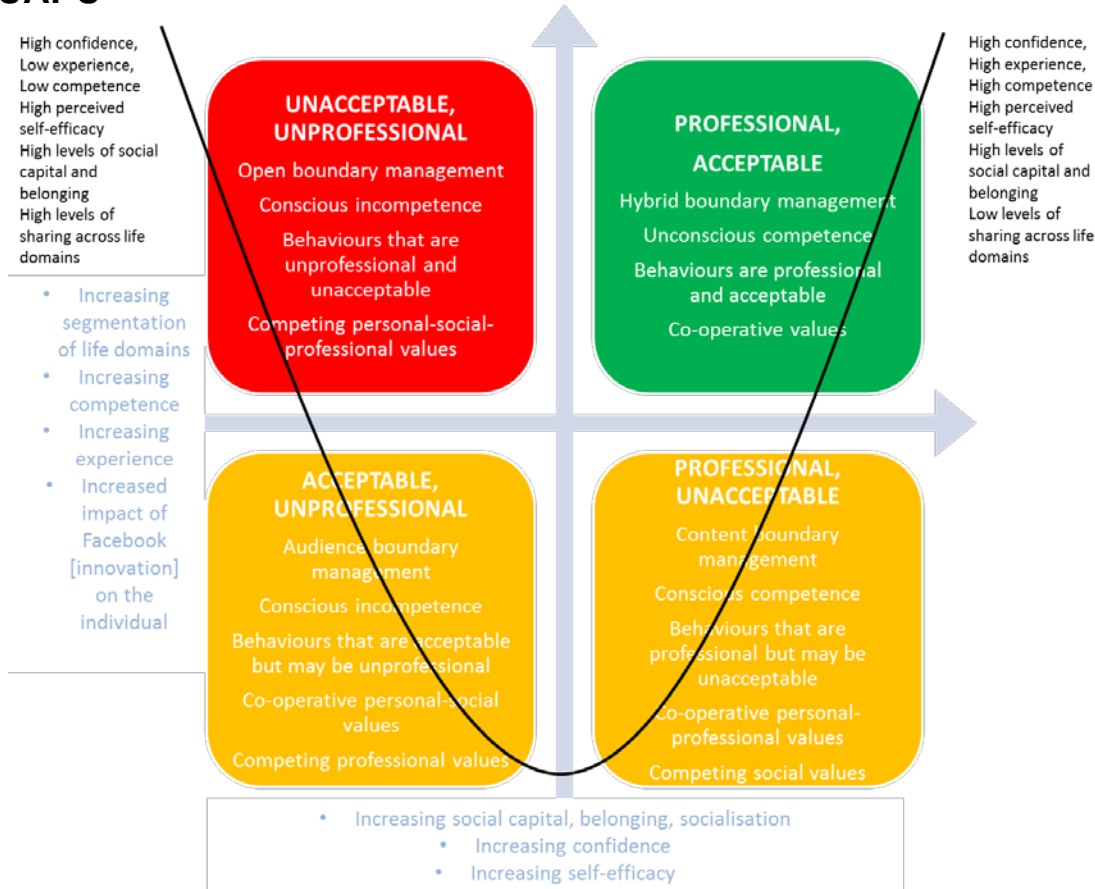 High confidence,
Low experience,
Low competence
High perceived
self-efficacy
High levels of social
capital and
belonging
High levels of
sharing across life
domains
UNACCEPTABLE,
UNPROFESSIONAL
Open boundary management
Conscious incompetence
Behaviours that are
unprofessional and
unacceptable
Competing personal-social-
professional values
PROFESSIONAL,
ACCEPTABLE
Hybrid boundary management
Unconscious competence
Behaviours are professional
and acceptable
Co-operative values
High confidence,
High experience,
High competence
High perceived
self-efficacy
High levels of
social capital and
belonging
Low levels of
sharing across life
domains
• Increasing
segmentation
of life domains
• Increasing
competence
• Increasing
experience
• Increased
impact of
Facebook
[innovation]
on the
individual
ACCEPTABLE,
UNPROFESSIONAL
Audience boundary
management
Conscious incompetence
Behaviours that are acceptable
but may be unprofessional
Co-operative personal-social
values
Competing professional values
PROFESSIONAL,
UNACCEPTABLE
Content boundary
management
Conscious competence
Behaviours that are
professional but may be
unacceptable
Co-operative personal-
professional values
Competing social values
• Increasing social capital, belonging, socialisation
• Increasing confidence
• Increasing self-efficacy